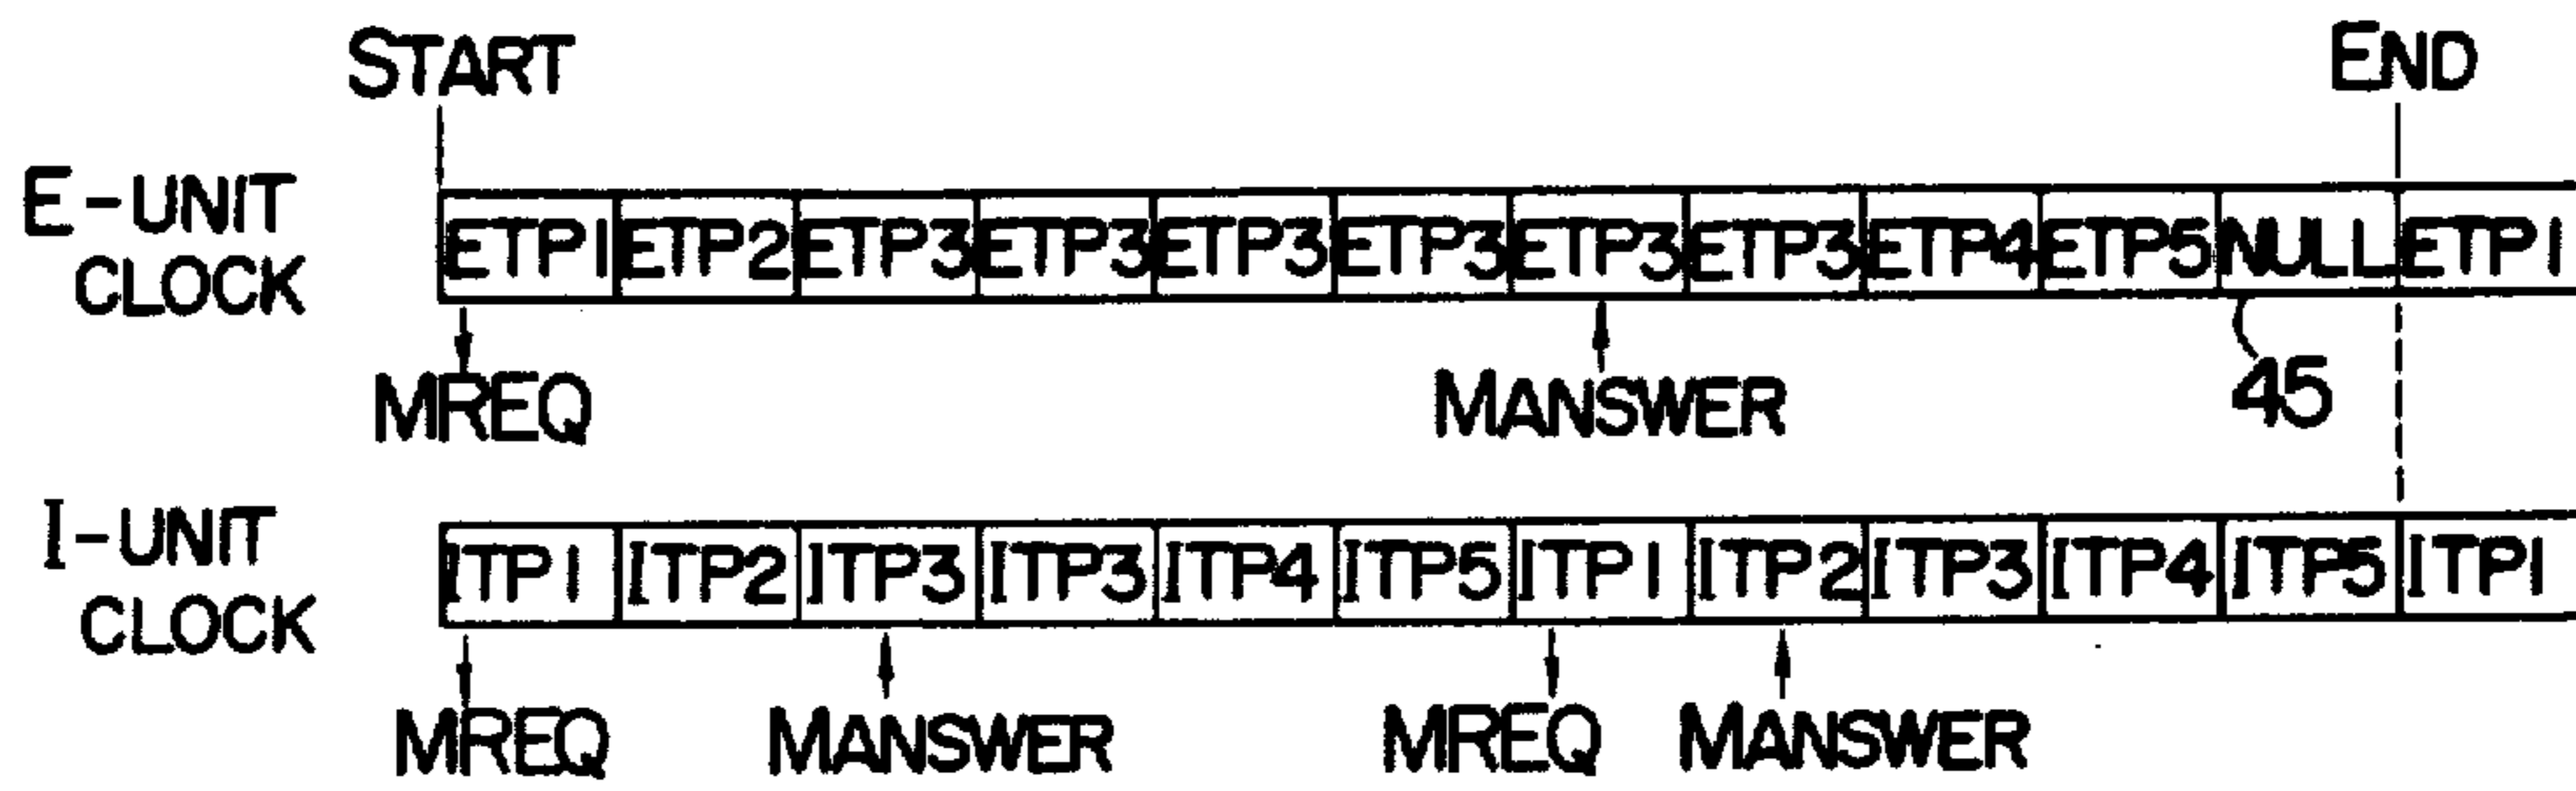 START END
E-UNIT CLOCK
ETP1 ETP2 ETP3 ETP3 ETP3 ETP3 ETP3 ETP3 ETP4 ETP5 NULL ETP1
MREQ MANSWER 45
I-UNIT CLOCK
ITP1 ITP2 ITP3 ITP3 ITP4 ITP5 ITP1 ITP2 ITP3 ITP4 ITP5 ITP1
MREQ MANSWER MREQ MANSWER